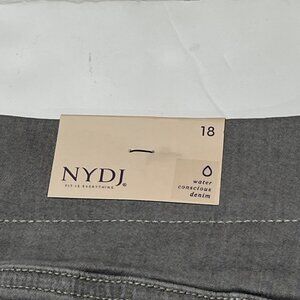 18
NYDJ®
FIT IS EVERYTHING
water
conscious
denim